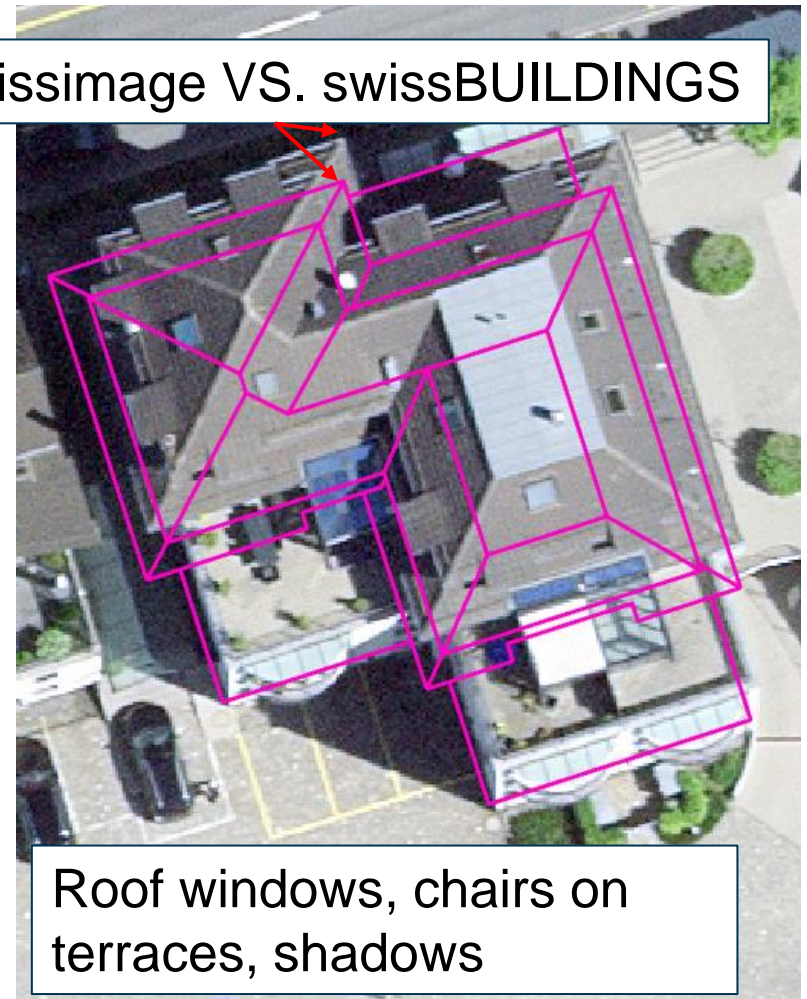 issimage VS. swissBUILDINGS
Roof windows, chairs on
terraces, shadows